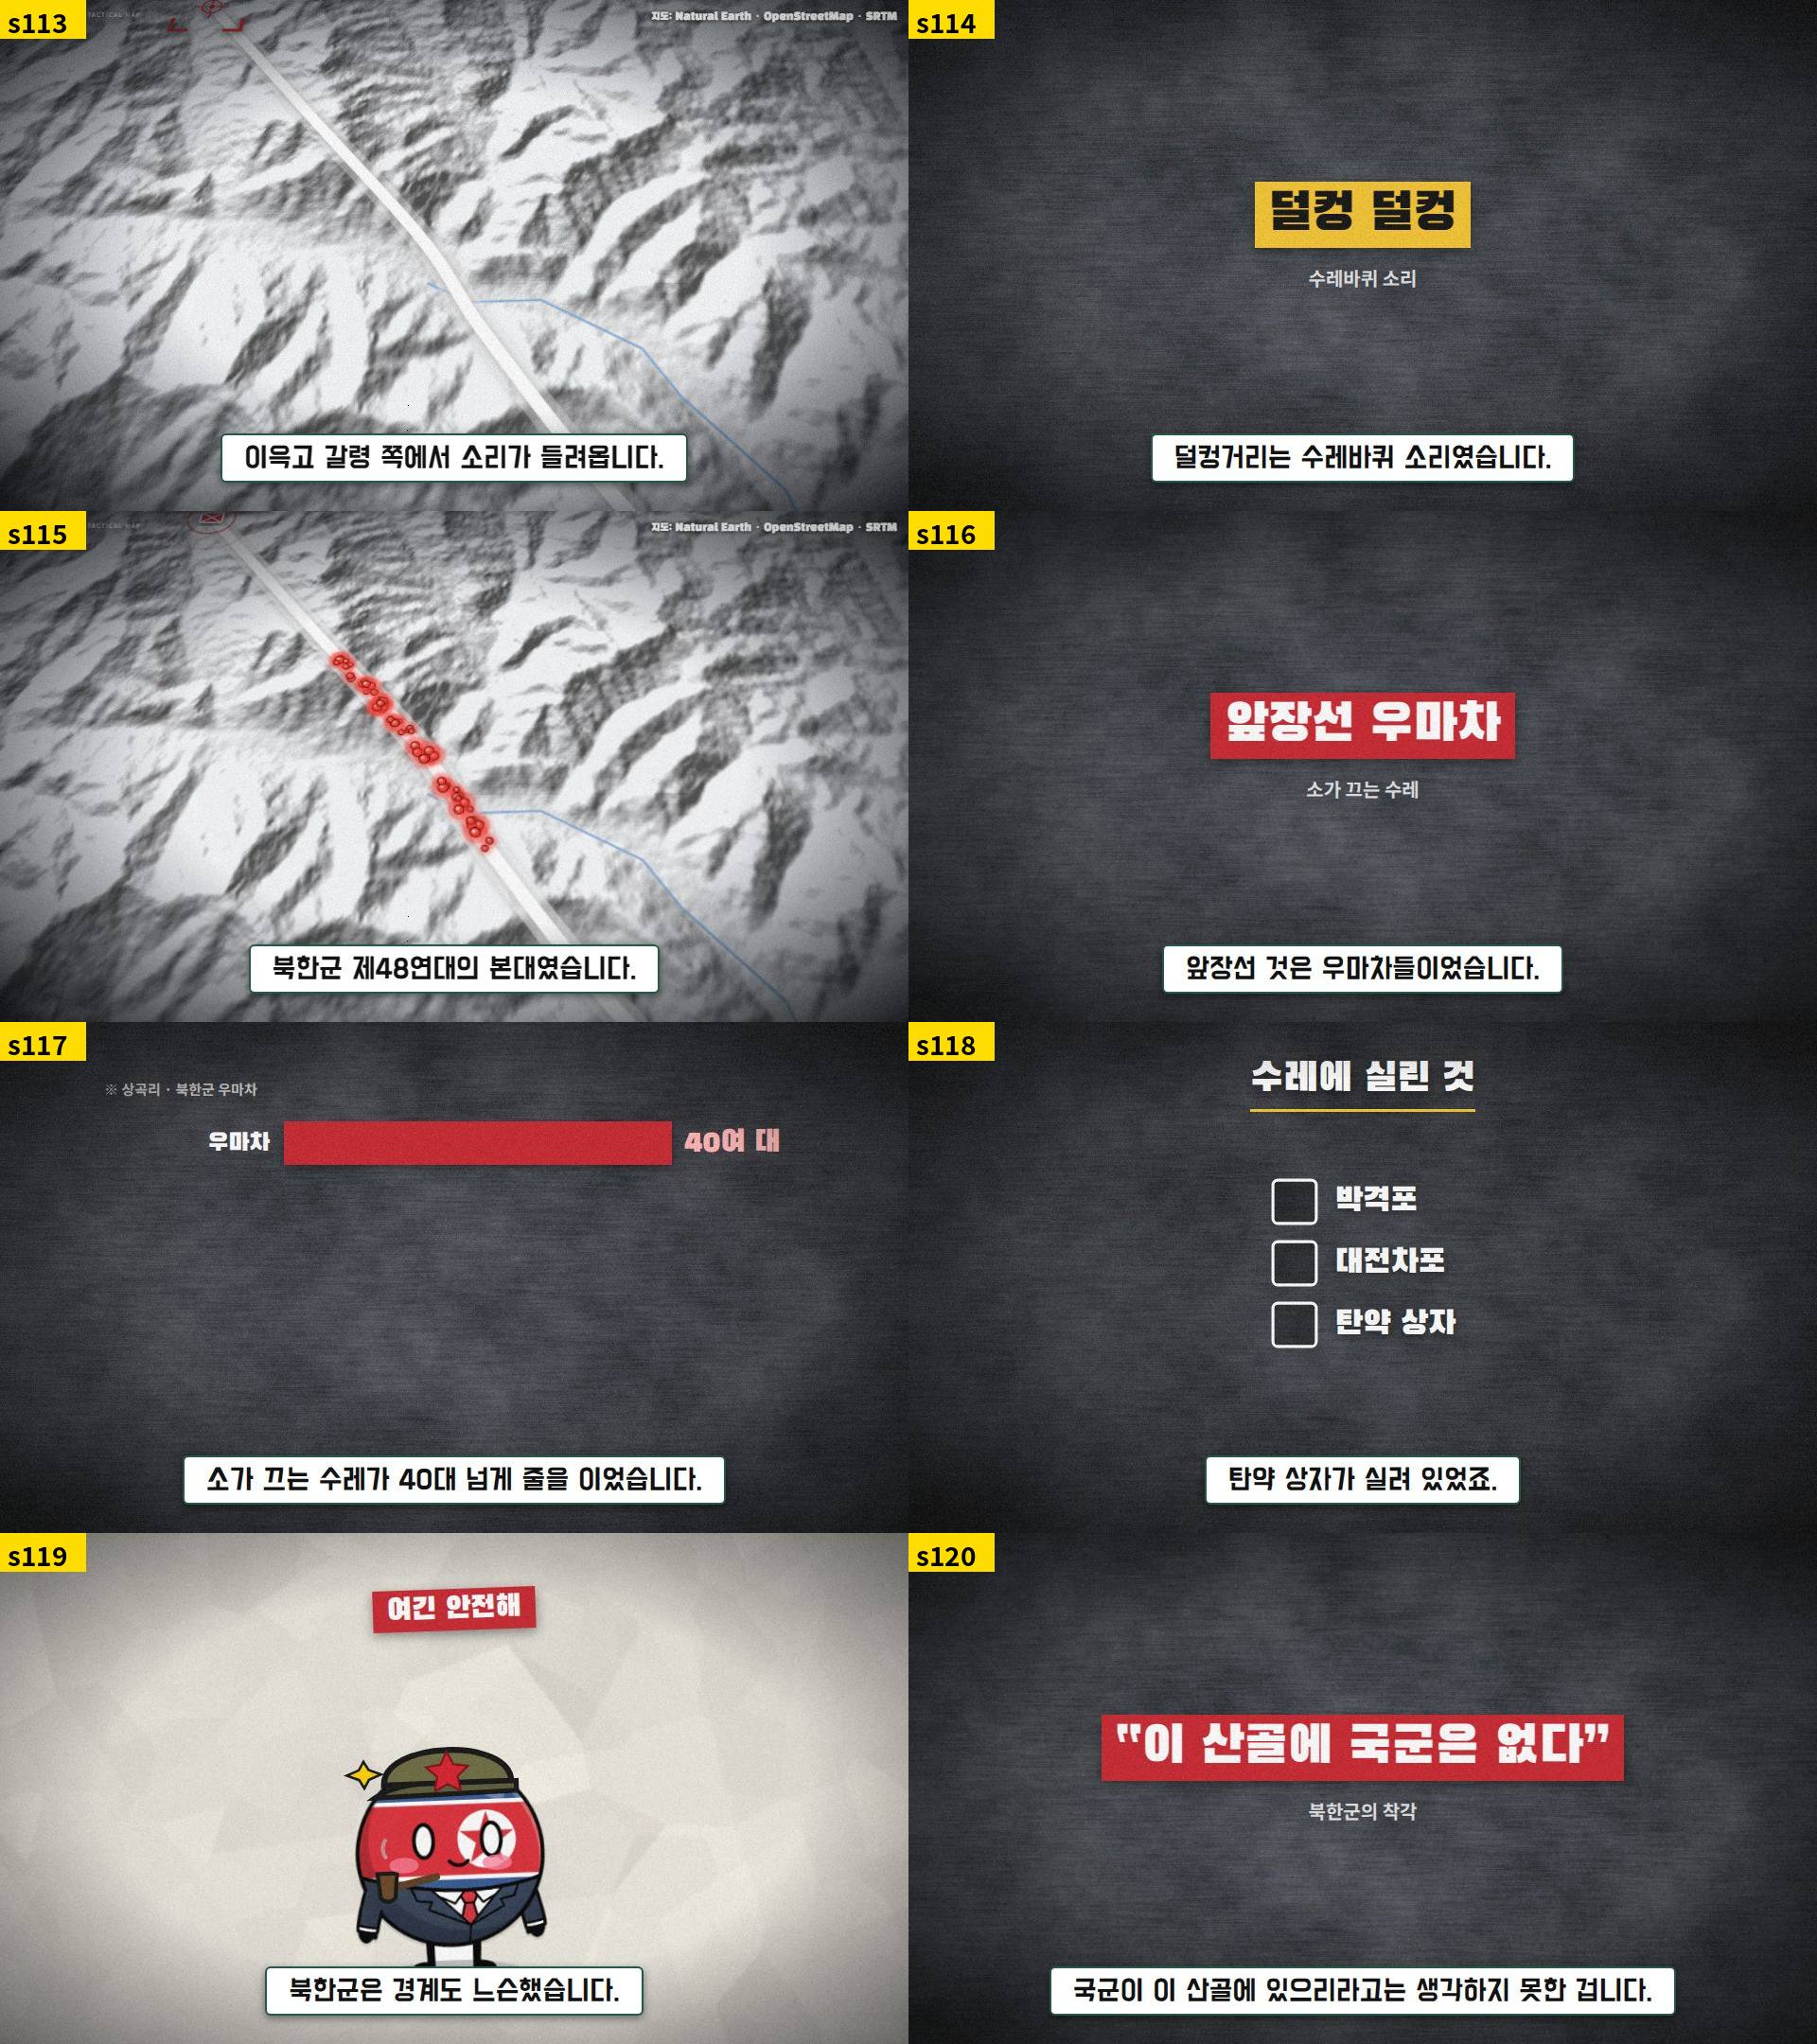 s113
TACTICAL MAP
지도: Natural Earth · OpenStreetMap · SRTM
이윽고 갈령 쪽에서 소리가 들려옵니다.
s114
덜컹 덜컹
수레바퀴 소리
덜컹거리는 수레바퀴 소리였습니다.
s115
TACTICAL MAP
지도: Natural Earth · OpenStreetMap · SRTM
북한군 제48연대의 본대였습니다.
s116
앞장선 우마차
소가 끄는 수레
앞장선 것은 우마차들이었습니다.
s117
※ 상곡리 · 북한군 우마차
우마차 40여 대
소가 끄는 수레가 40대 넘게 줄을 이었습니다.
s118
수레에 실린 것
박격포
대전차포
탄약 상자
탄약 상자가 실려 있었죠.
s119
여긴 안전해
북한군은 경계도 느슨했습니다.
s120
"이 산골에 국군은 없다"
북한군의 착각
국군이 이 산골에 있으리라고는 생각하지 못한 겁니다.